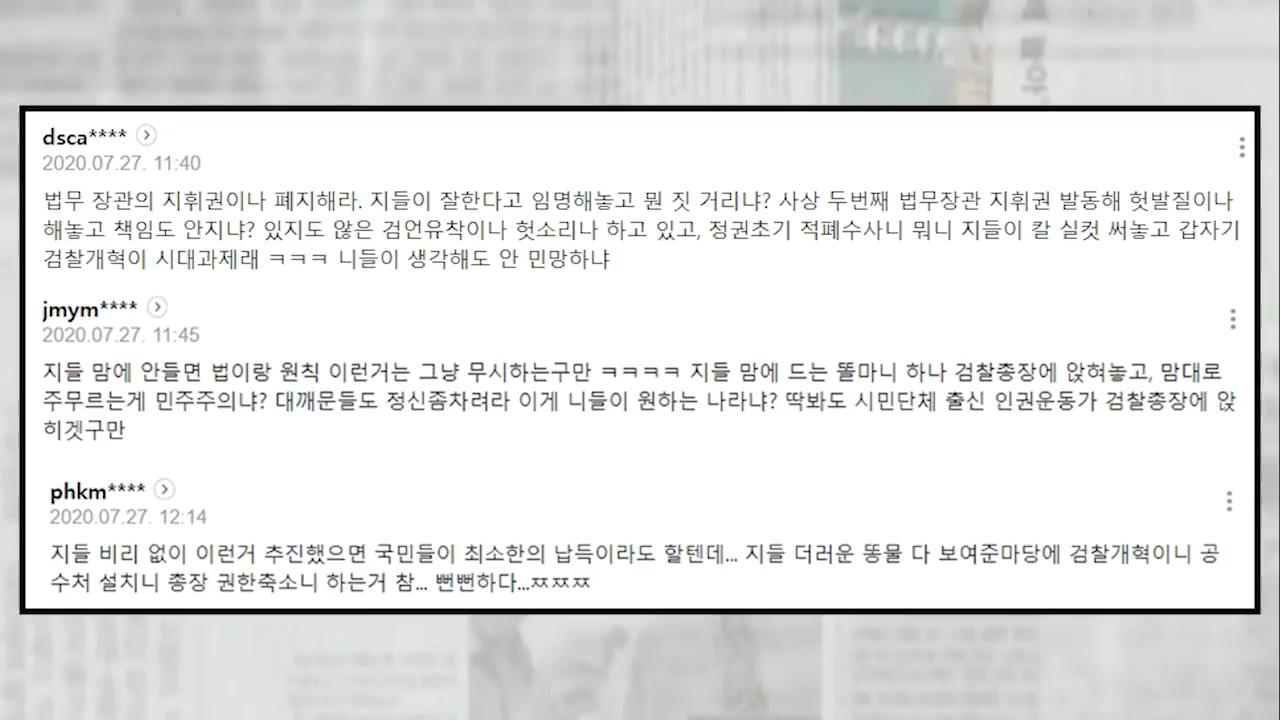 dsca****
2020.07.27. 11:40
법무 장관의 지휘권이나 폐지해라. 지들이 잘한다고 임명해놓고 뭔 짓 거리냐? 사상 두번째 법무장관 지휘권 발동해 헛발질이나
해놓고 책임도 안지냐? 있지도 않은 검언유착이나 헛소리나 하고 있고, 정권초기 적폐수사니 뭐니 지들이 칼 실컷 써놓고 갑자기
검찰개혁이 시대과제래 ㅋㅋㅋ 니들이 생각해도 안 민망하냐
jmym****
2020.07.27. 11:45
지들 맘에 안들면 법이랑 원칙 이런거는 그냥 무시하는구만 ㅋㅋㅋㅋ 지들 맘에 드는 똘마니 하나 검찰총장에 앉혀놓고, 맘대로
주무르는게 민주주의냐? 대깨문들도 정신좀차려라 이게 니들이 원하는 나라냐? 딱봐도 시민단체 출신 인권운동가 검찰총장에 앉
히겟구만
phkm****
2020.07.27. 12:14
지들 비리 없이 이런거 추진했으면 국민들이 최소한의 납득이라도 할텐데... 지들 더러운 똥물 다 보여준마당에 검찰개혁이니 공
수처 설치니 총장 권한축소니 하는거 참... 뻔뻔하다...ㅉㅉㅉ